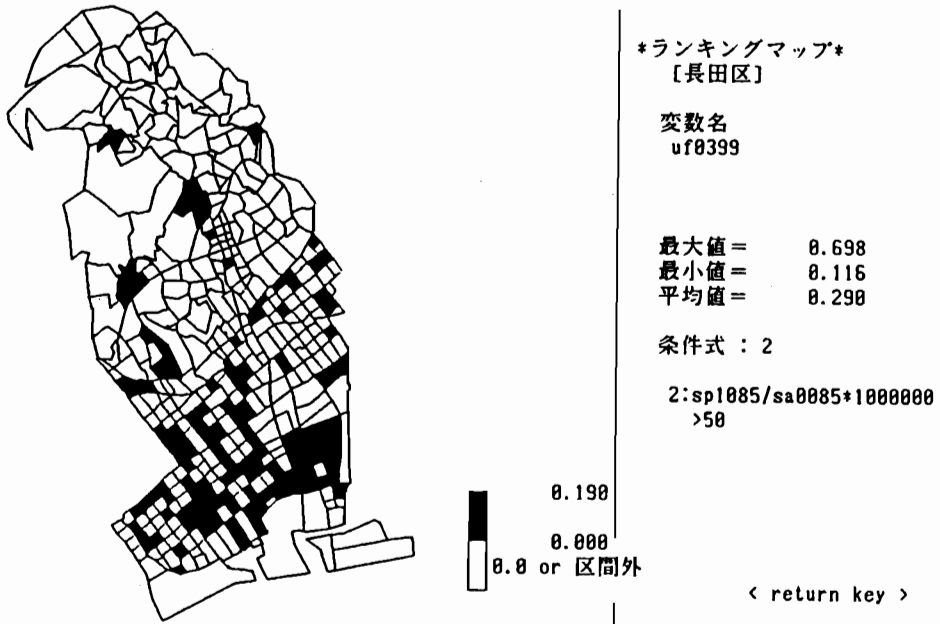 *ランキングマップ*
[長田区]
変数名
uf0399
最大値= 0.698
最小値= 0.116
平均値= 0.290
条件式 : 2
2:sp1085/sa0085*1000000
>50
0.190
0.000
0.0 or 区間外
< return key >